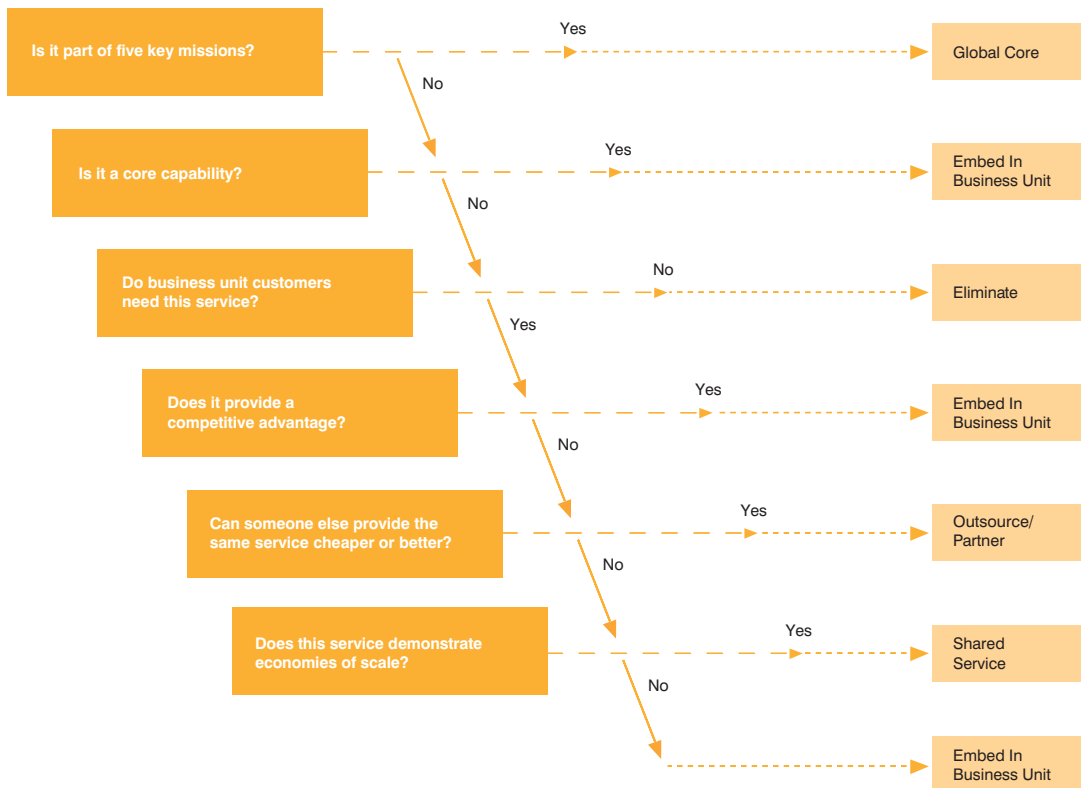 Is it part of five key missions?
Yes
Global Core
No
Is it a core capability?
Yes
Embed In
Business Unit
No
Do business unit customers
need this service?
No
Eliminate
Yes
Does it provide a
competitive advantage?
Yes
Embed In
Business Unit
No
Can someone else provide the
same service cheaper or better?
Yes
Outsource/
Partner
No
Does this service demonstrate
economies of scale?
Yes
Shared
Service
No
Embed In
Business Unit